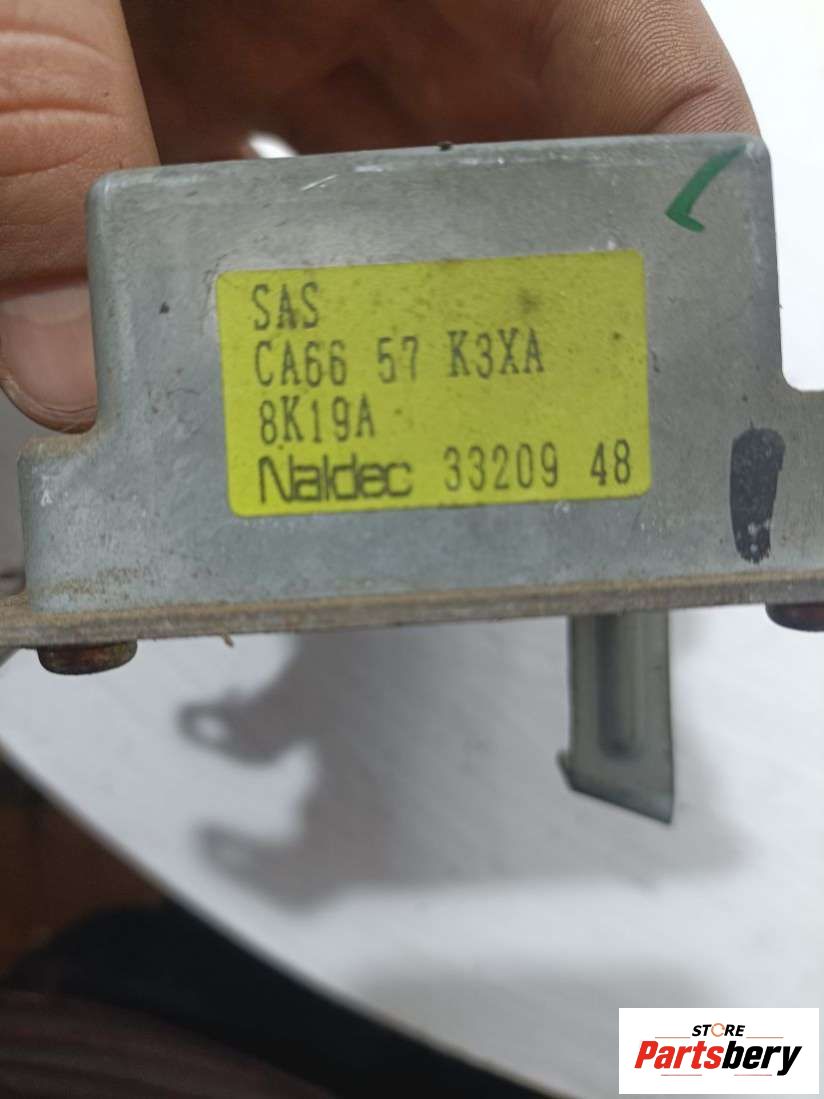 SAS
CA66 57 K3XA
8K19A
Naldec 33209 48
STORE
Partsbery